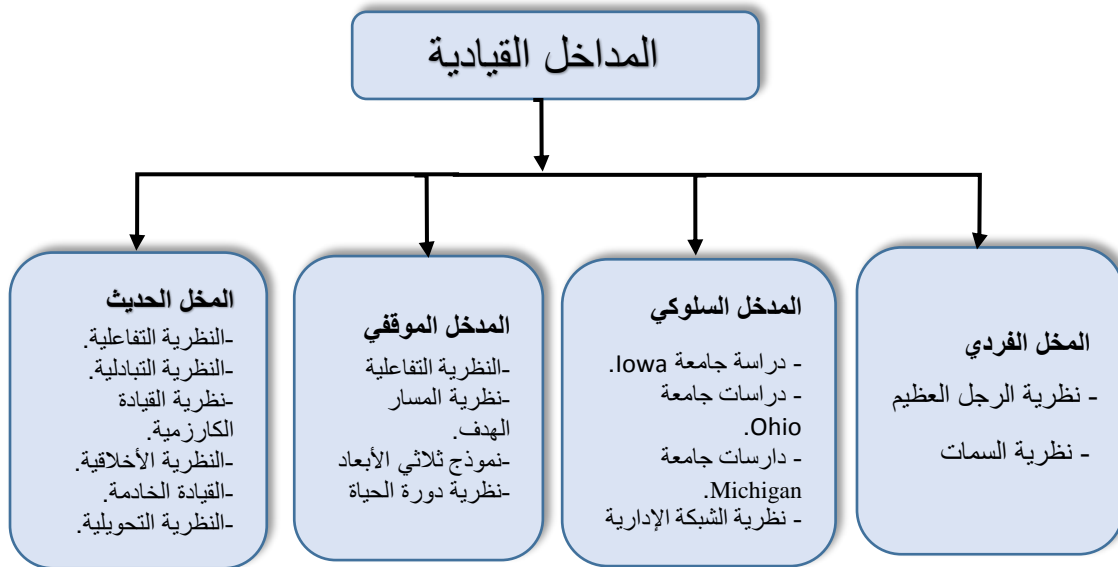 المداخل القيادية
المخل الفردي
- نظرية الرجل العظيم
- نظرية السمات
المدخل السلوكي
- دراسة جامعة Iowa.
- دراسات جامعة
Ohio.
- دارسات جامعة
Michigan.
- نظرية الشبكة الإدارية
المدخل الموقفي
-النظرية التفاعلية
-نظرية المسار
الهدف.
-نموذج ثلاثي الأبعاد
-نظرية دورة الحياة
المخل الحديث
-النظرية التفاعلية.
-النظرية التبادلية.
-نظرية القيادة
الكارزمية.
-النظرية الأخلاقية.
-القيادة الخادمة.
-النظرية التحويلية.